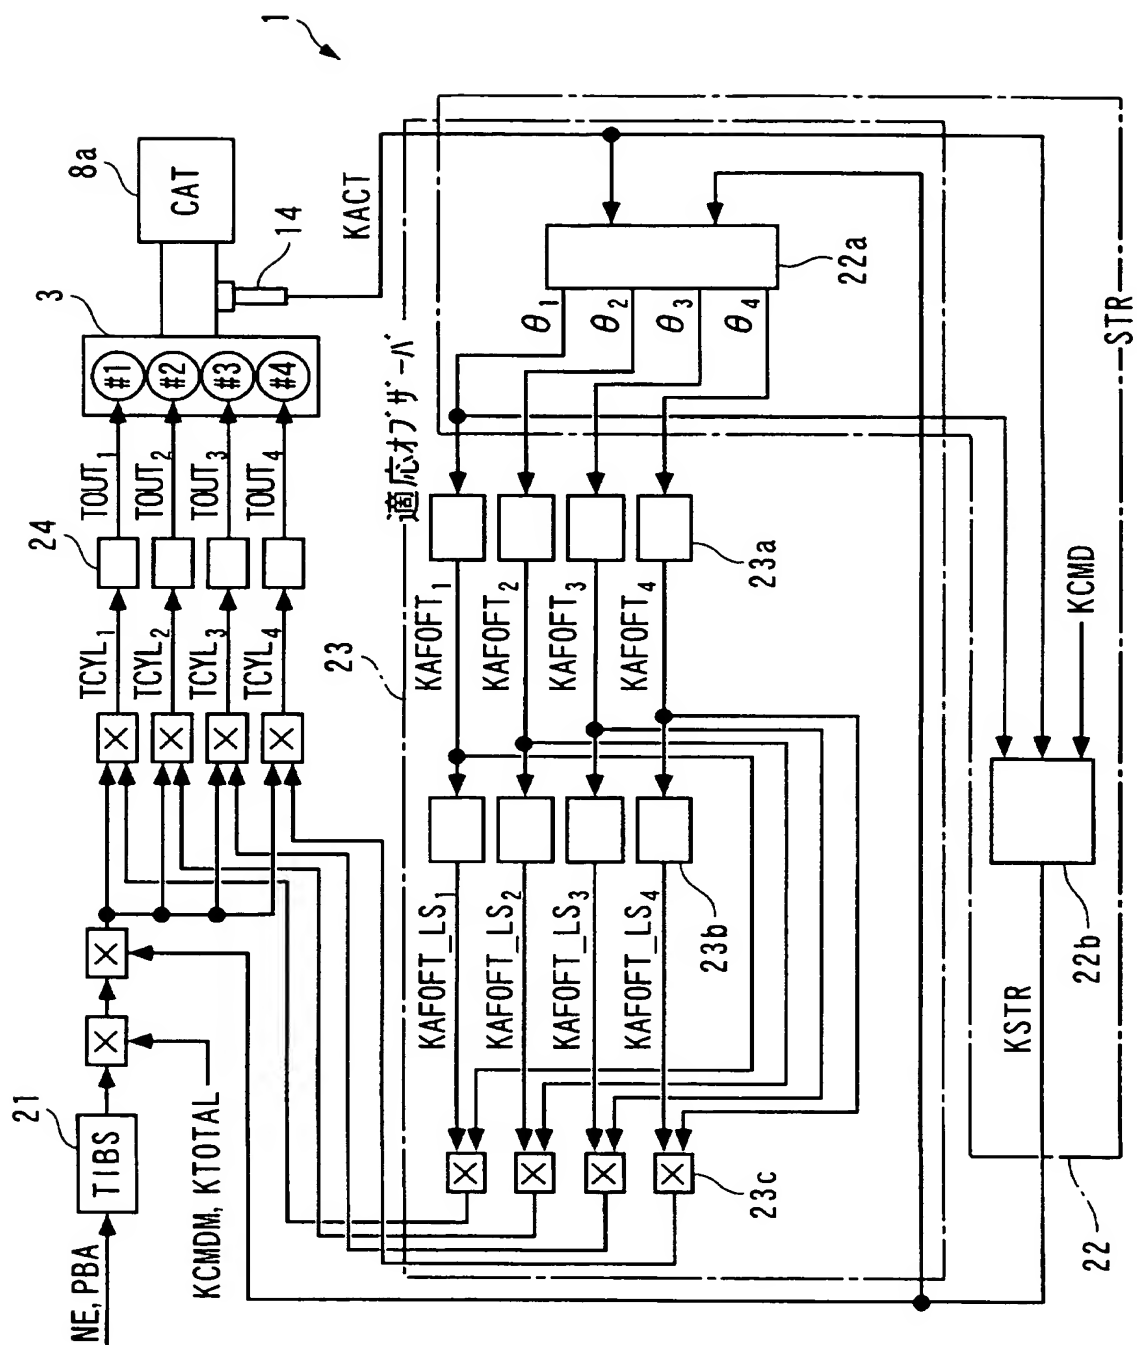 1
NE, PBA
21
TIBS
KCMDM, KTOTAL
TCYL₁
TCYL₂
TCYL₃
TCYL₄
24
TOUT₁
TOUT₂
TOUT₃
TOUT₄
3
#1
#2
#3
#4
8a
CAT
14
KACT
23
適応オブザーバ
KAFOFT_LS₁
KAFOFT_LS₂
KAFOFT_LS₃
KAFOFT_LS₄
KAFOFT₁
KAFOFT₂
KAFOFT₃
KAFOFT₄
θ₁
θ₂
θ₃
θ₄
23c
23b
23a
22a
KSTR
22b
KCMD
22
STR